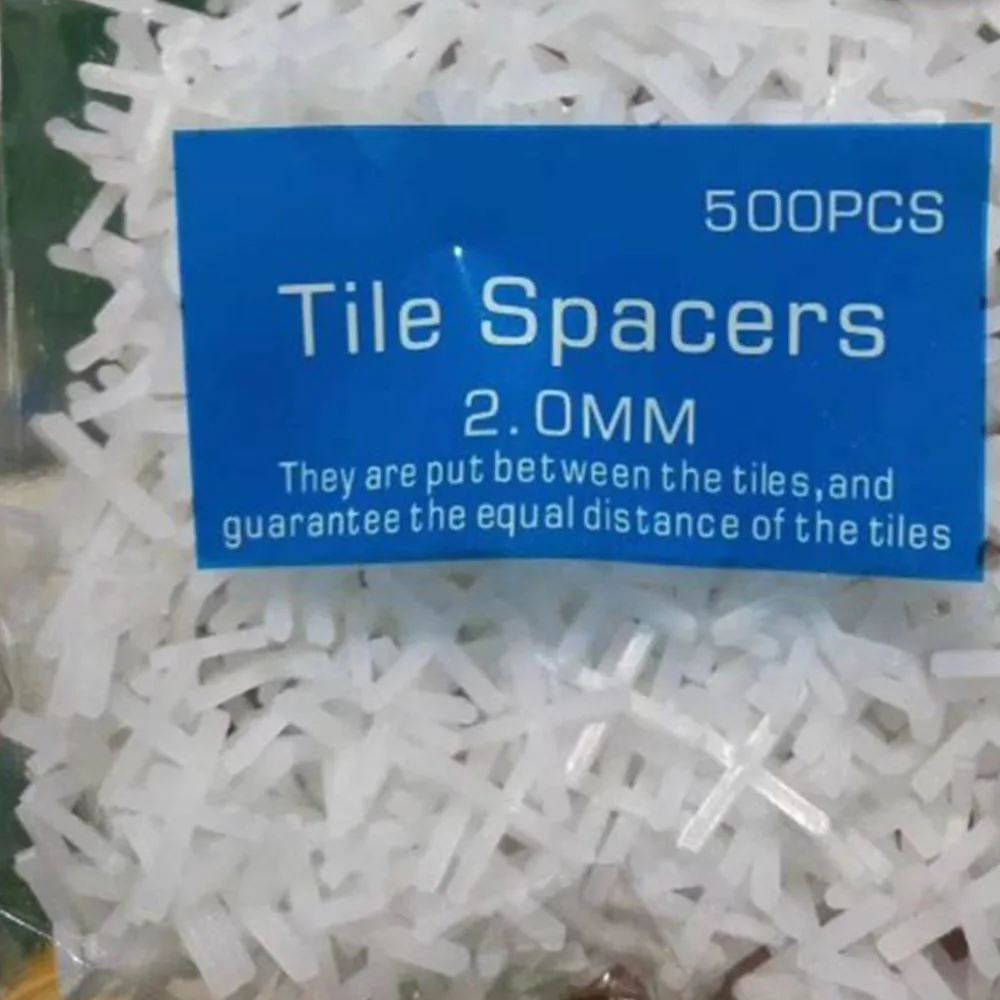 500PCS
Tile Spacers
2.0MM
They are put between the tiles,and
guarantee the equal distance of the tiles